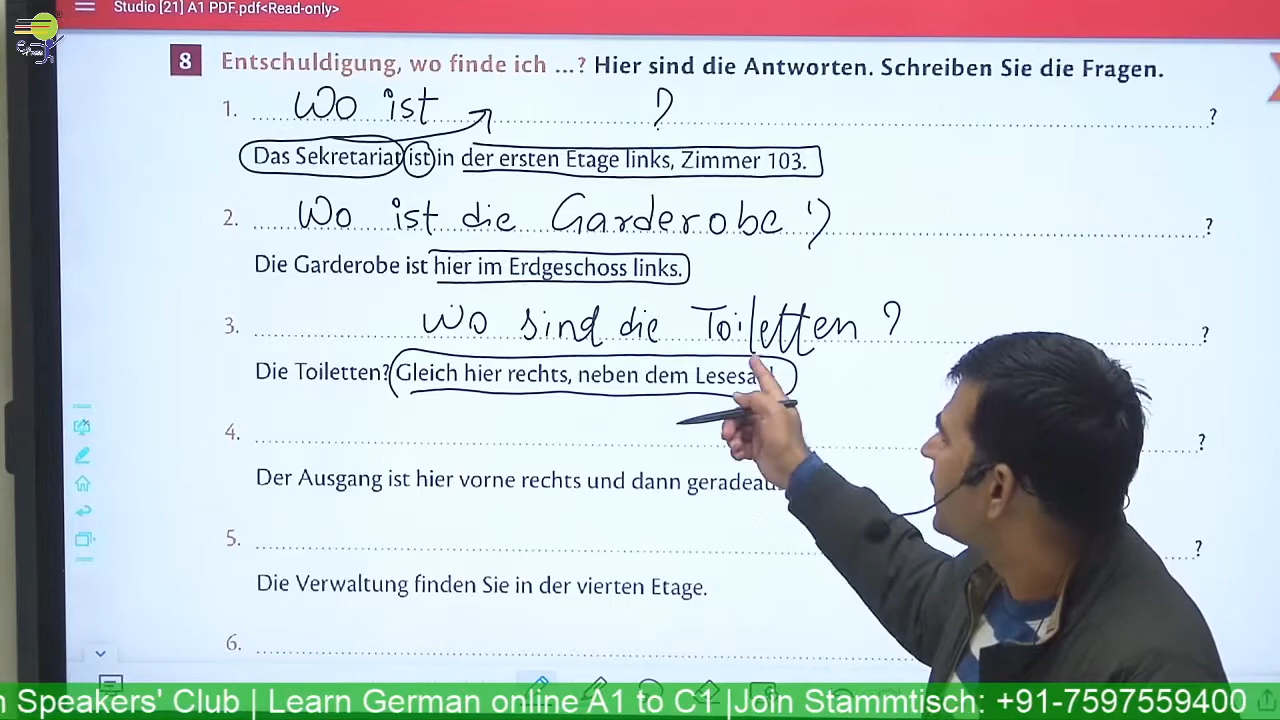 Studio [21] A1 PDF.pdf<Read-only>
8 Entschuldigung, wo finde ich ...? Hier sind die Antworten. Schreiben Sie die Fragen.
1. Wo ist ? ?
Das Sekretariat ist in der ersten Etage links, Zimmer 103.
2. Wo ist die Garderobe ? ?
Die Garderobe ist hier im Erdgeschoss links.
3. Wo sind die Toiletten ? ?
Die Toiletten? Gleich hier rechts, neben dem
4. ?
Der Ausgang ist hier vorne rechts und dann
5. ?
Die Verwaltung finden Sie in der vierten Etage.
6.
Speakers' Club | Learn German online A1 to C1 |Join Stammtisch: +91-7597559400